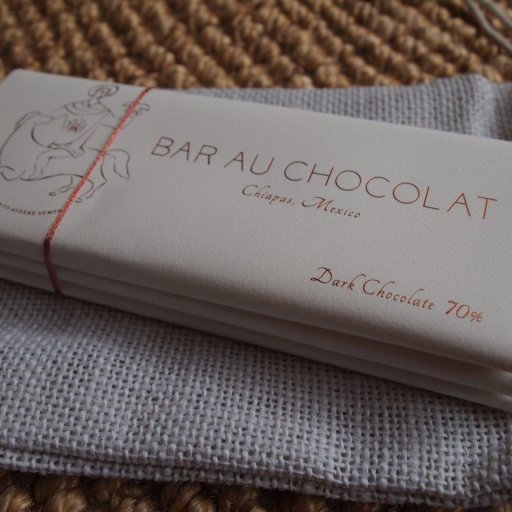 BAR AU CHOCOLAT
Chiapas, Mexico
Dark Chocolate 70%